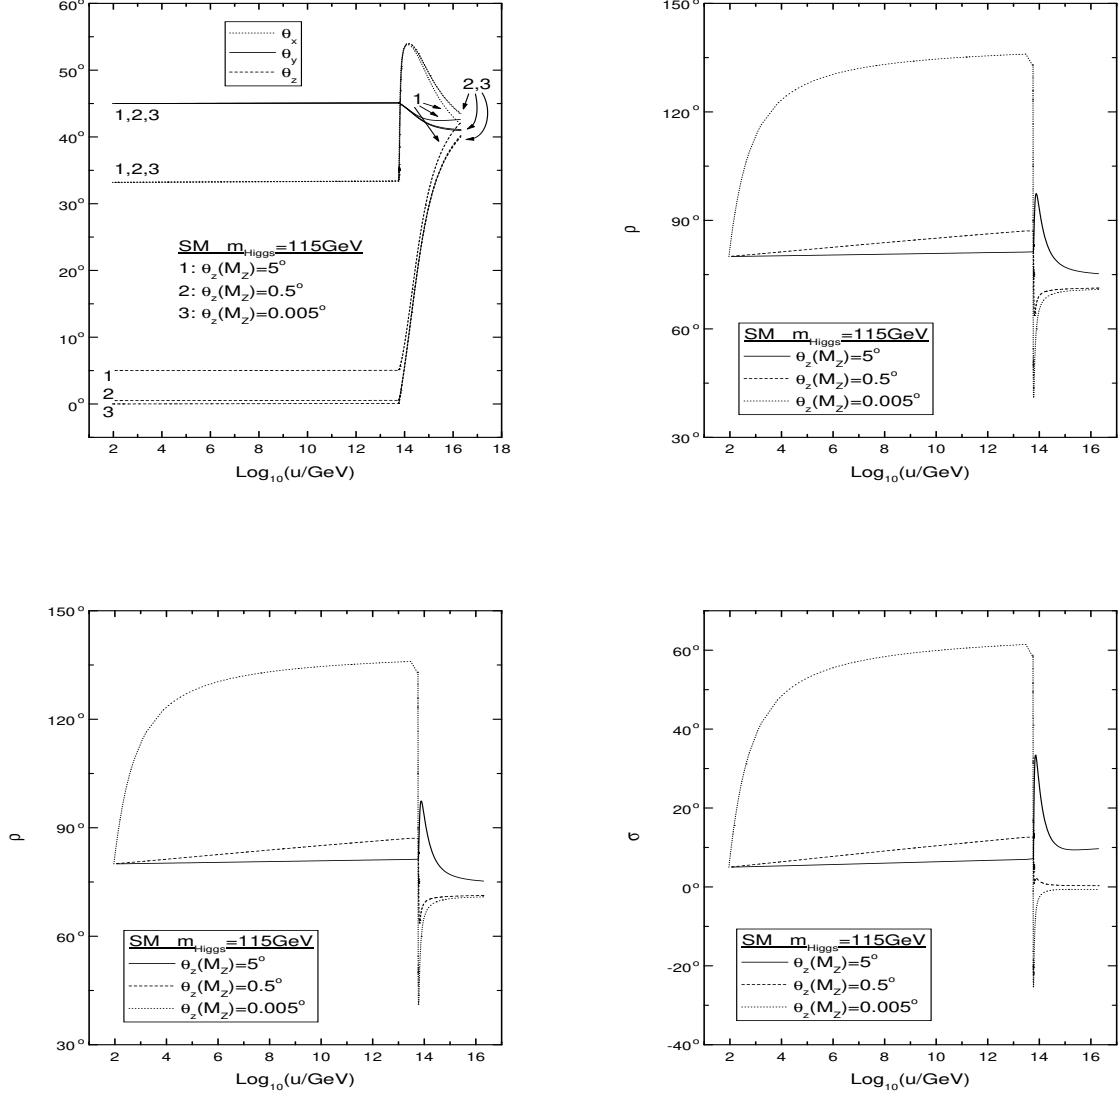 60°
50°
40°
30°
20°
10°
0°
θx
θy
θz
1
2,3
1,2,3
1,2,3
SM mHiggs=115GeV
1: θz(MZ)=5°
2: θz(MZ)=0.5°
3: θz(MZ)=0.005°
1
2
3
2 4 6 8 10 12 14 16 18
Log10(u/GeV)
150°
120°
90°
60°
30°
ρ
SM mHiggs=115GeV
θz(MZ)=5°
θz(MZ)=0.5°
θz(MZ)=0.005°
2 4 6 8 10 12 14 16
Log10(u/GeV)
150°
120°
90°
60°
30°
ρ
SM mHiggs=115GeV
θz(MZ)=5°
θz(MZ)=0.5°
θz(MZ)=0.005°
2 4 6 8 10 12 14 16
Log10(u/GeV)
60°
40°
20°
0°
-20°
-40°
σ
SM mHiggs=115GeV
θz(MZ)=5°
θz(MZ)=0.5°
θz(MZ)=0.005°
2 4 6 8 10 12 14 16
Log10(u/GeV)